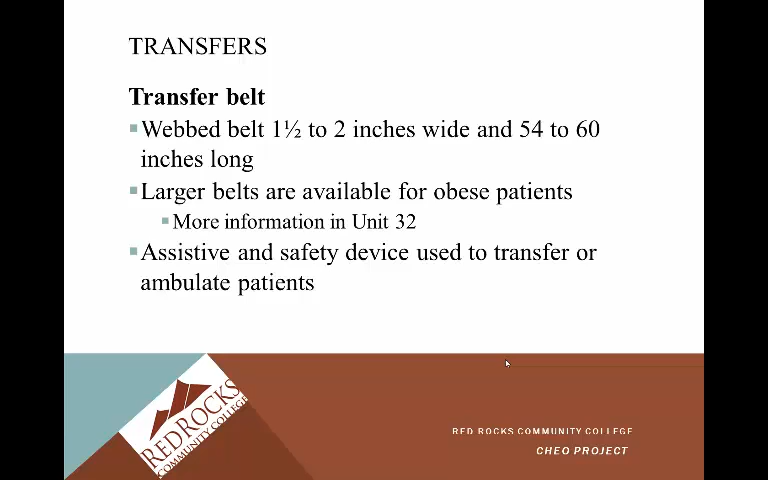 TRANSFERS
Transfer belt
Webbed belt 1½ to 2 inches wide and 54 to 60
inches long
Larger belts are available for obese patients
More information in Unit 32
Assistive and safety device used to transfer or
ambulate patients
RED ROCKS
COMMUNITY COLLEGE
RED ROCKS COMMUNITY COLLEGE
CHEO PROJECT